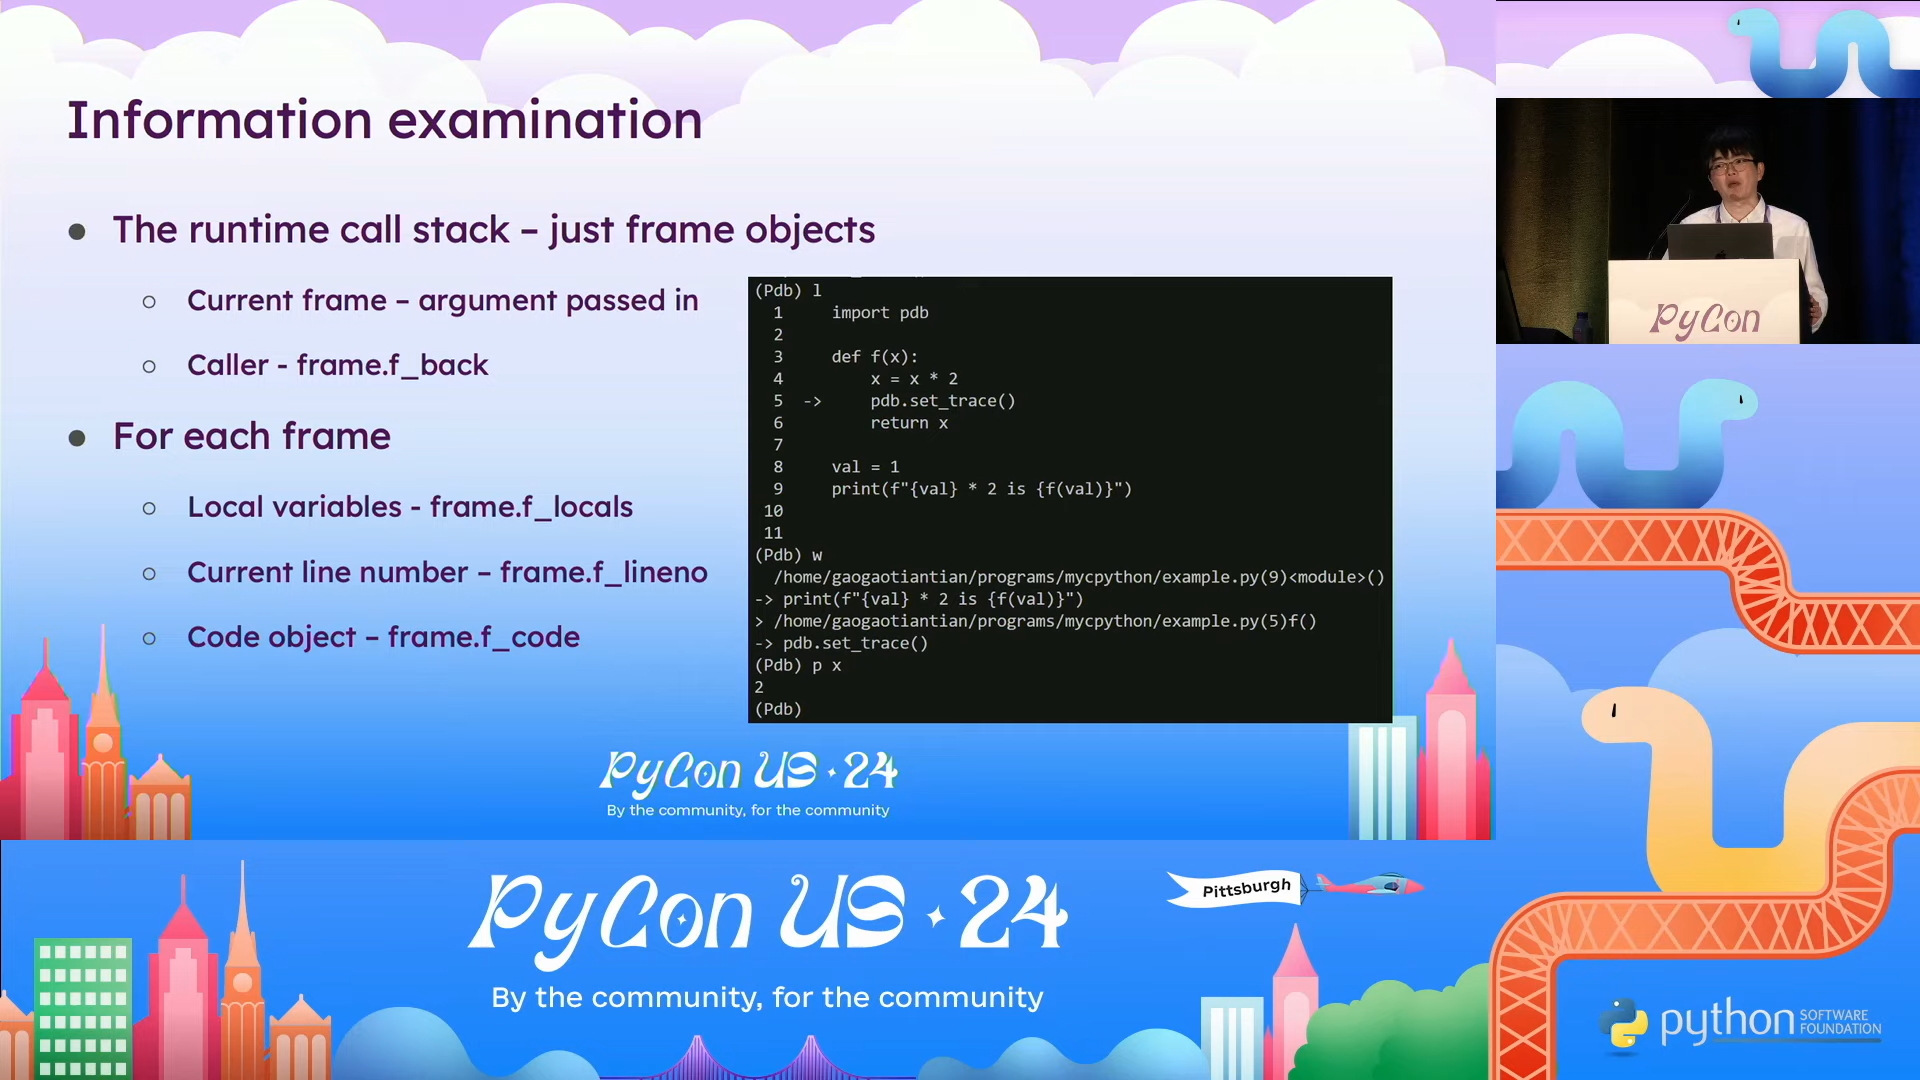 Information examination
● The runtime call stack – just frame objects
○ Current frame – argument passed in
○ Caller - frame.f_back
● For each frame
○ Local variables - frame.f_locals
○ Current line number – frame.f_lineno
○ Code object – frame.f_code
(Pdb) l
1 import pdb
2
3 def f(x):
4 x = x * 2
5 -> pdb.set_trace()
6 return x
7
8 val = 1
9 print(f"{val} * 2 is {f(val)}")
10
11
(Pdb) w
/home/gaogaotiantian/programs/mycpython/example.py(9)<module>()
-> print(f"{val} * 2 is {f(val)}")
> /home/gaogaotiantian/programs/mycpython/example.py(5)f()
-> pdb.set_trace()
(Pdb) p x
2
(Pdb)
PyCon US 24
By the community, for the community
PyCon
PyCon US 24
By the community, for the community
Pittsburgh
python SOFTWARE
FOUNDATION